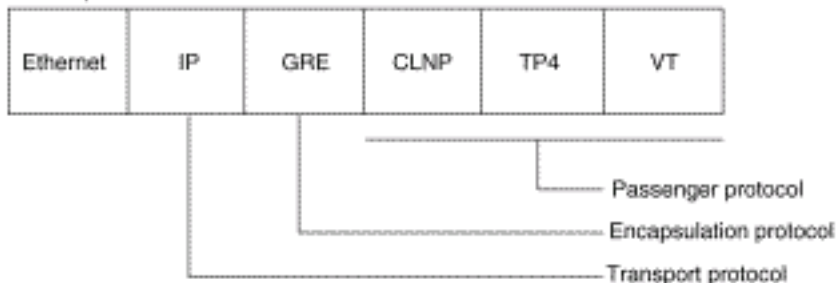 Ethernet IP GRE CLNP TP4 VT
Passenger protocol
Encapsulation protocol
Transport protocol